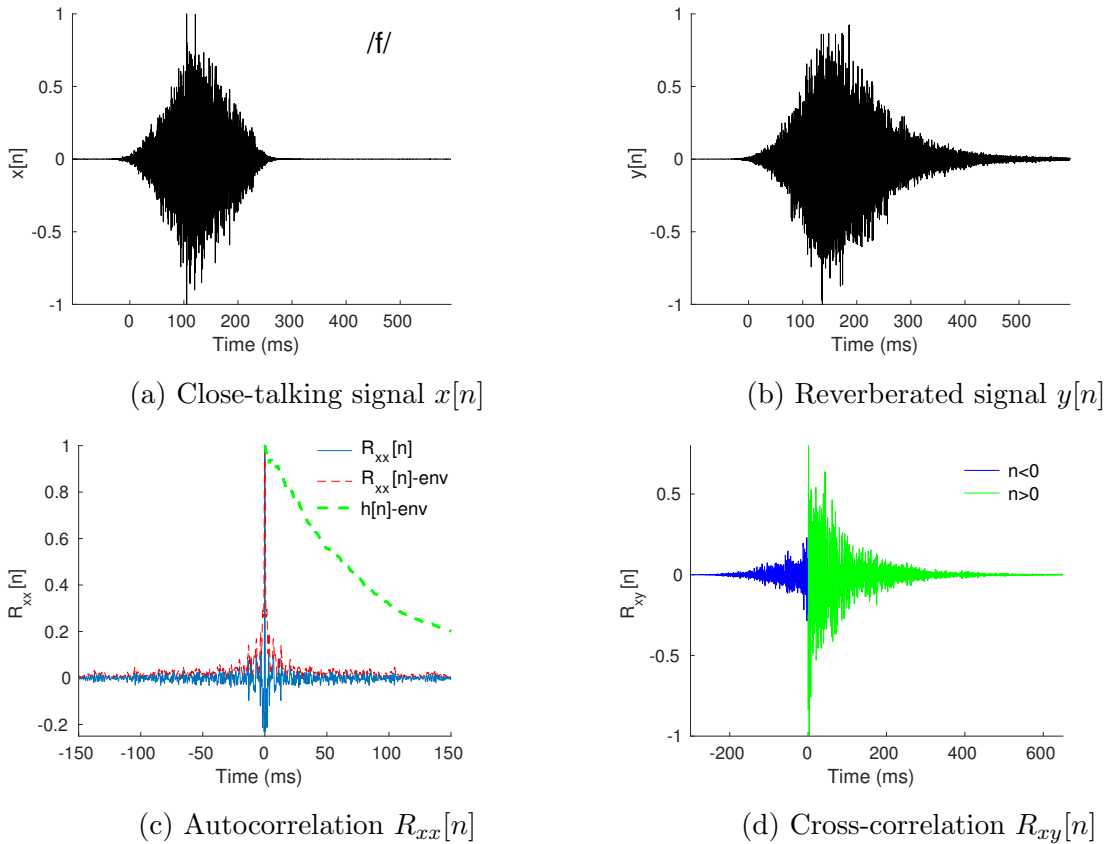 1
0.5
0
-0.5
-1
x[n]
/f/
0 100 200 300 400 500
Time (ms)
(a) Close-talking signal x[n]
1
0.5
0
-0.5
-1
y[n]
0 100 200 300 400 500
Time (ms)
(b) Reverberated signal y[n]
1
0.8
0.6
0.4
0.2
0
-0.2
R_xx[n]
R_xx[n]
R_xx[n]-env
h[n]-env
-150 -100 -50 0 50 100 150
Time (ms)
(c) Autocorrelation R_xx[n]
0.5
0
-0.5
-1
R_xy[n]
n<0
n>0
-200 0 200 400 600
Time (ms)
(d) Cross-correlation R_xy[n]